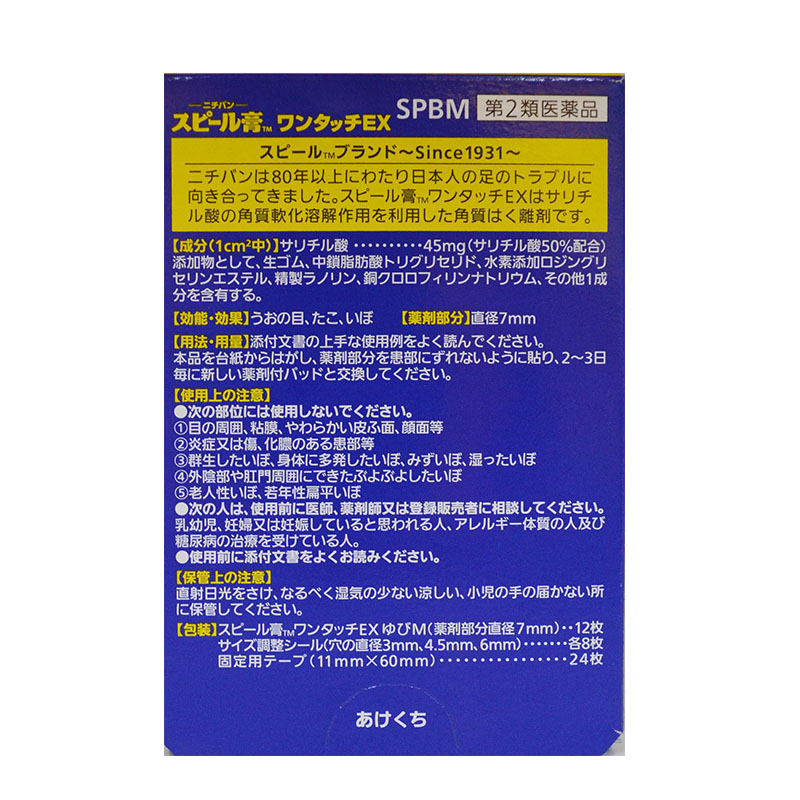 ニチバン
スピール膏™ ワンタッチEX SPBM 第2類医薬品
スピール™ブランド〜Since1931〜
ニチバンは80年以上にわたり日本人の足のトラブルに
向き合ってきました。スピール膏™ワンタッチEXはサリチ
ル酸の角質軟化溶解作用を利用した角質はく離剤です。
【成分(1cm²中)】サリチル酸 ‥‥‥‥‥45mg(サリチル酸50%配合)
添加物として、生ゴム、中鎖脂肪酸トリグリセリド、水素添加ロジングリ
セリンエステル、精製ラノリン、銅クロロフィリンナトリウム、その他1成
分を含有する。
【効能・効果】うおの目、たこ、いぼ 【薬剤部分】直径7mm
【用法・用量】添付文書の上手な使用例をよく読んでください。
本品を台紙からはがし、薬剤部分を患部にずれないように貼り、2〜3日
毎に新しい薬剤付パッドと交換してください。
【使用上の注意】
●次の部位には使用しないでください。
①目の周囲、粘膜、やわらかい皮ふ面、顔面等
②炎症又は傷、化膿のある患部等
③群生したいぼ、身体に多発したいぼ、みずいぼ、湿ったいぼ
④外陰部や肛門周囲にできたぶよぶよしたいぼ
⑤老人性いぼ、若年性扁平いぼ
●次の人は、使用前に医師、薬剤師又は登録販売者に相談してください。
乳幼児、妊婦又は妊娠していると思われる人、アレルギー体質の人及び
糖尿病の治療を受けている人。
●使用前に添付文書をよくお読みください。
【保管上の注意】
直射日光をさけ、なるべく湿気の少ない涼しい、小児の手の届かない所
に保管してください。
【包装】スピール膏™ワンタッチEX ゆびM(薬剤部分直径7mm)‥12枚
サイズ調整シール(穴の直径3mm、4.5mm、6mm)‥‥‥各8枚
固定用テープ(11mm×60mm)‥‥‥‥‥‥‥‥24枚
あけくち